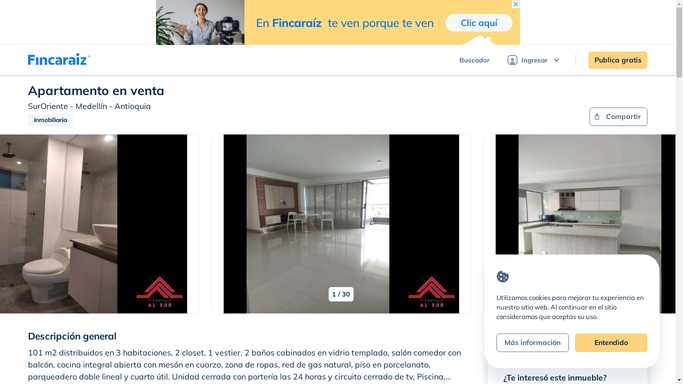 En Fincaraíz te ven porque te ven
Clic aquí
Fincaraiz
Buscador
Ingresar
Publica gratis
Apartamento en venta
SurOriente - Medellín - Antioquia
Inmobiliaria
Compartir
A1 SUR
1 / 30
A1 SUR
Utilizamos cookies para mejorar tu experiencia en
nuestro sitio web. Al continuar en el sitio
consideramos que aceptas su uso.
Más información
Entendido
Descripción general
101 m2 distribuidos en 3 habitaciones, 2 closet, 1 vestier, 2 baños cabinados en vidrio templado, salón comedor con
balcón, cocina integral abierta con mesón en cuarzo, zona de ropas, red de gas natural, piso en porcelanato,
parqueadero doble lineal y cuarto útil. Unidad cerrada con portería las 24 horas y circuito cerrado de tv, Piscina,...
¿Te interesó este inmueble?